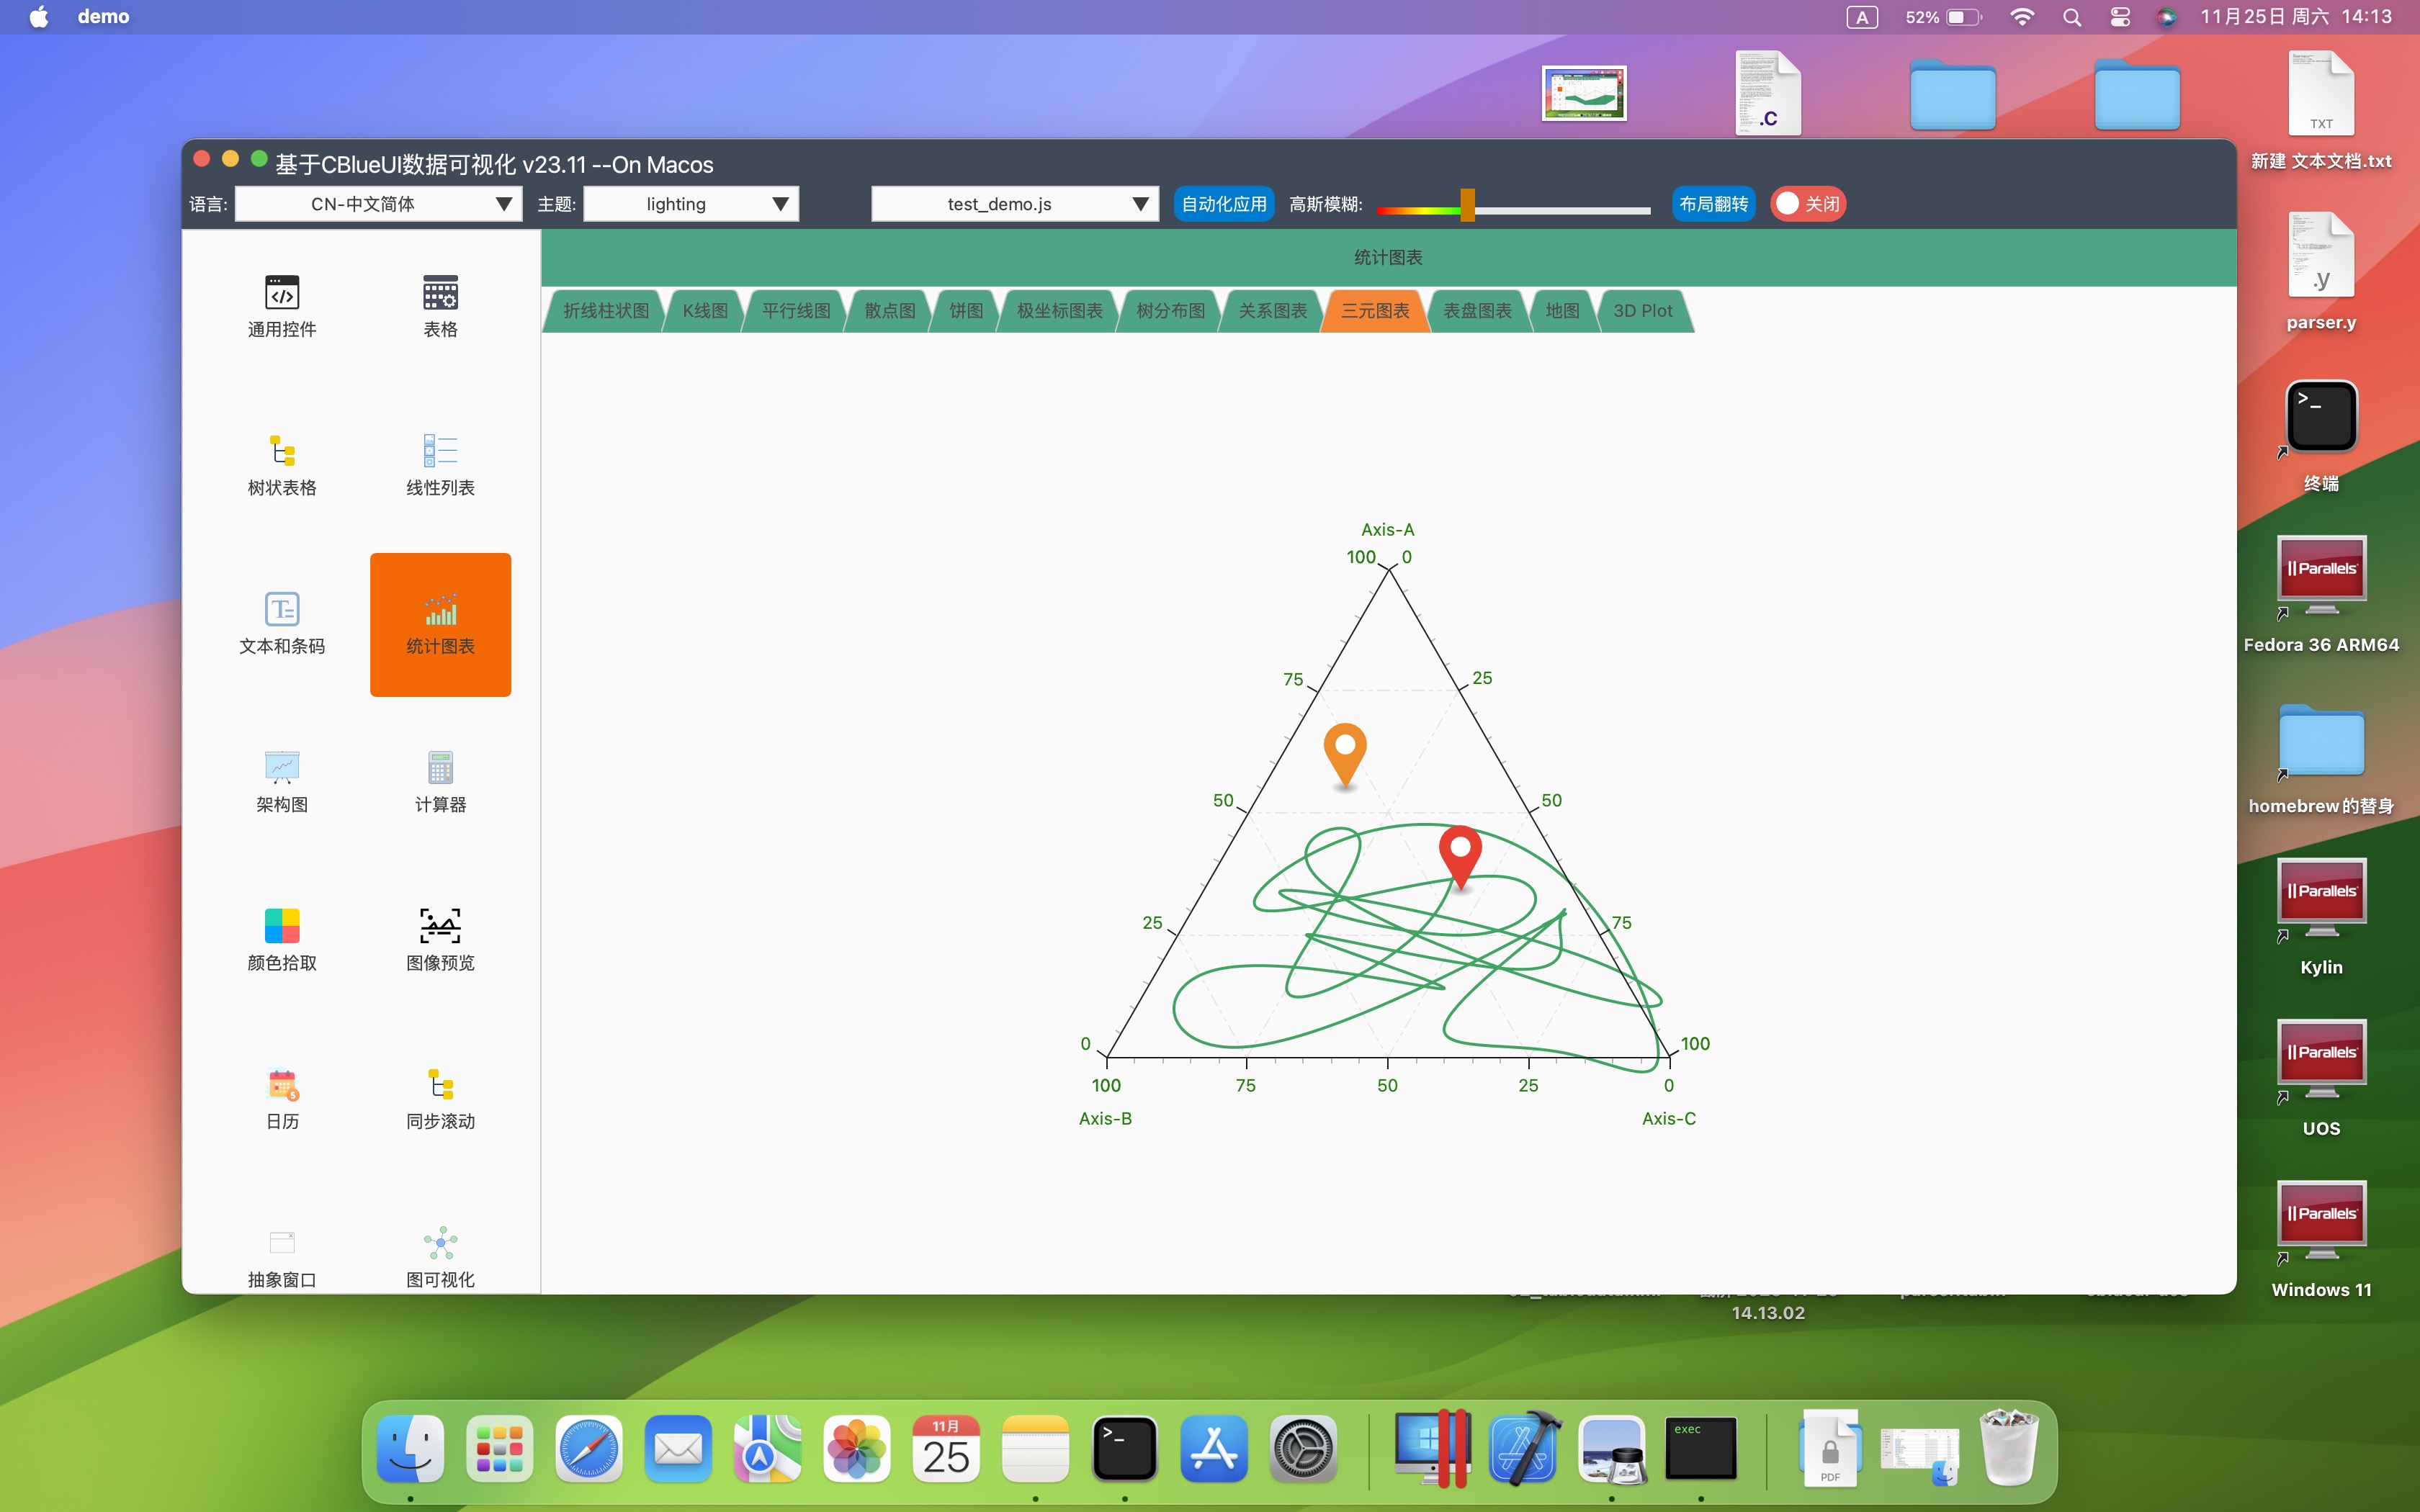 demo
A
52%
11月25日 周六 14:13
.C
TXT
新建 文本文档.txt
基于CBlueUI数据可视化 v23.11 --On Macos
语言: CN-中文简体 主题: lighting test_demo.js 自动化应用 高斯模糊: 布局翻转 关闭
统计图表
折线柱状图 K线图 平行线图 散点图 饼图 极坐标图表 树分布图 关系图表 三元图表 表盘图表 地图 3D Plot
通用控件 表格
树状表格 线性列表
文本和条码 统计图表
架构图 计算器
颜色拾取 图像预览
日历 同步滚动
抽象窗口 图可视化
Axis-A
100 0
75 25
50 50
25 75
0 100
100 75 50 25 0
Axis-B Axis-C
.y
parser.y
>_
终端
Parallels
Fedora 36 ARM64
homebrew的替身
Parallels
Kylin
Parallels
UOS
Parallels
Windows 11
14.13.02
11月
25
>_
exec
PDF